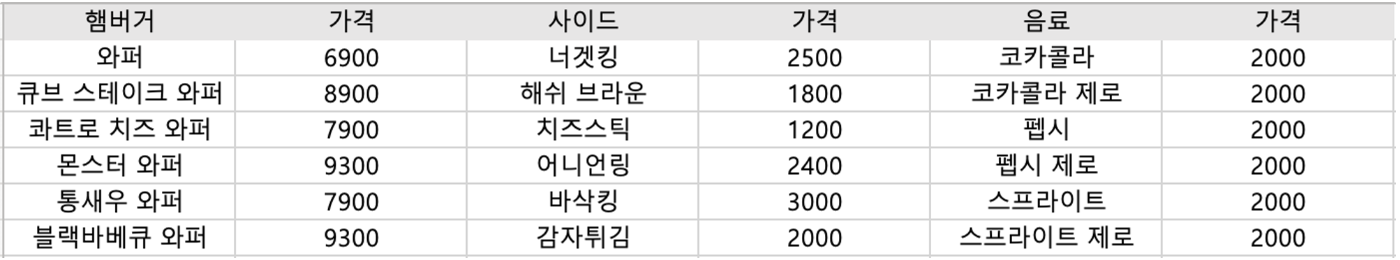 햄버거 가격 사이드 가격 음료 가격
와퍼 6900 너겟킹 2500 코카콜라 2000
큐브 스테이크 와퍼 8900 해쉬 브라운 1800 코카콜라 제로 2000
콰트로 치즈 와퍼 7900 치즈스틱 1200 펩시 2000
몬스터 와퍼 9300 어니언링 2400 펩시 제로 2000
통새우 와퍼 7900 바삭킹 3000 스프라이트 2000
블랙바베큐 와퍼 9300 감자튀김 2000 스프라이트 제로 2000